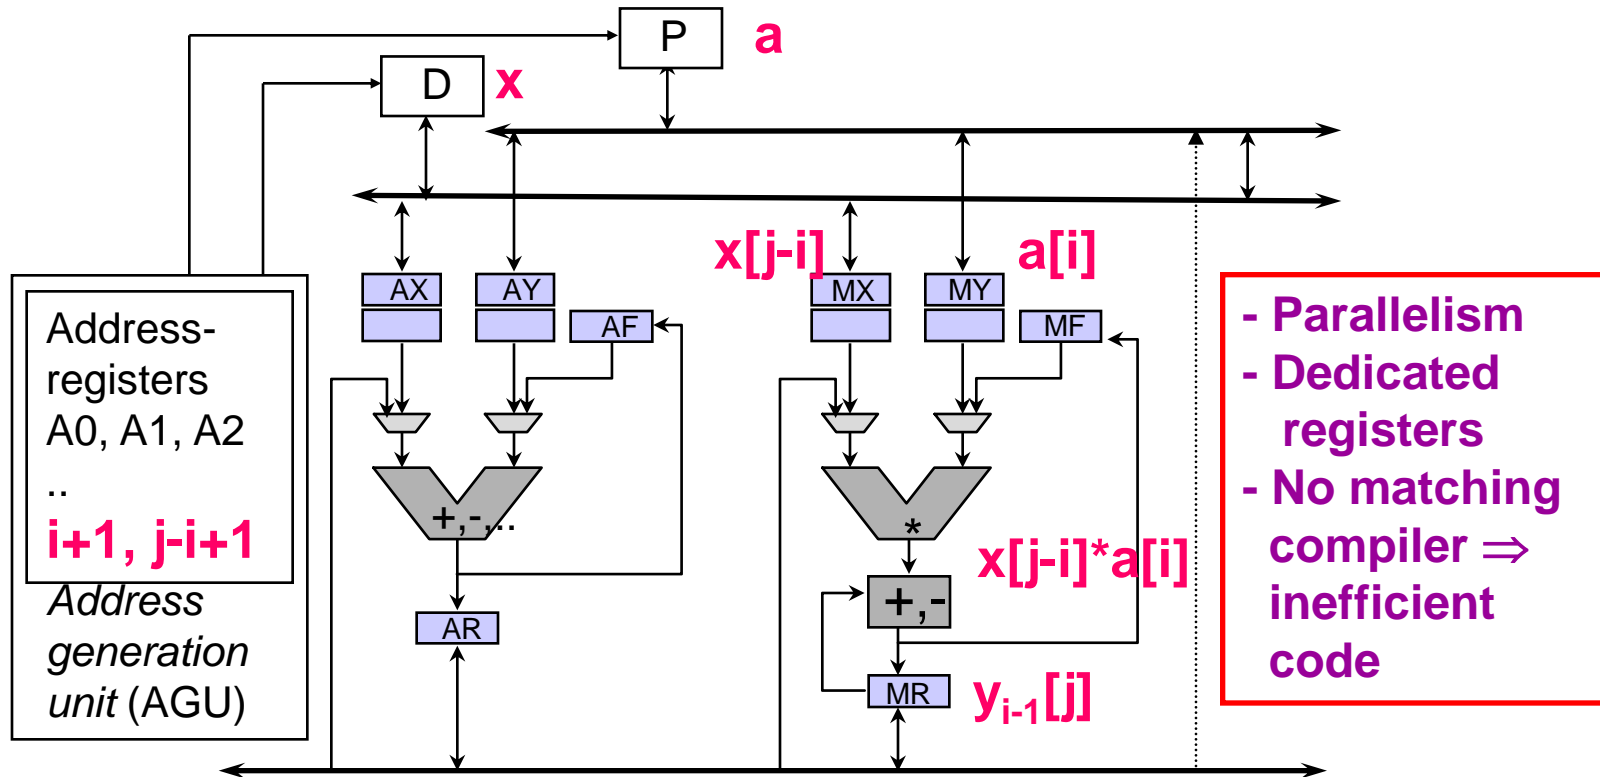 P
a
D
x
x[j-i]
a[i]
AX
AY
AF
MX
MY
MF
Address-
registers
A0, A1, A2
..
i+1, j-i+1
Address
generation
unit (AGU)
+,-,..
*
x[j-i]*a[i]
+,-
AR
MR
yi-1[j]
- Parallelism
- Dedicated
registers
- No matching
compiler ⇒
inefficient
code